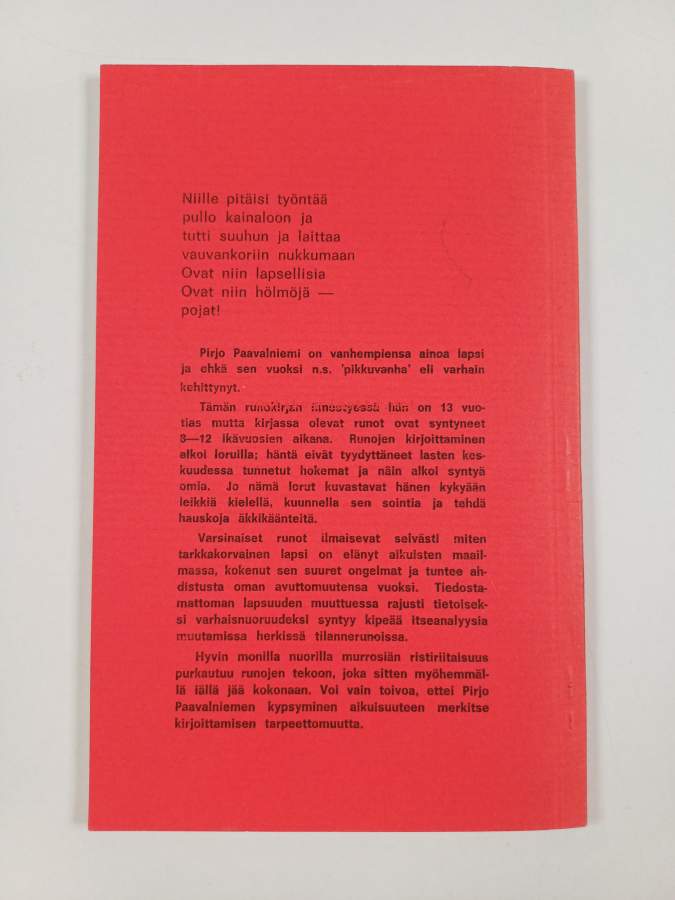 Niille pitäisi työntää
pullo kainaloon ja
tutti suuhun ja laittaa
vauvankoriin nukkumaan
Ovat niin lapsellisia
Ovat niin hölmöjä —
pojat!
Pirjo Paavalniemi on vanhempiensa ainoa lapsi
ja ehkä sen vuoksi n.s. 'pikkuvanha' eli varhain
kehittynyt.
Tämän runokirjan ilmestyessä hän on 13 vuo-
tias mutta kirjassa olevat runot ovat syntyneet
8—12 ikävuosien aikana. Runojen kirjoittaminen
alkoi loruilla; häntä eivät tyydyttäneet lasten kes-
kuudessa tunnetut hokemat ja näin alkoi syntyä
omia. Jo nämä lorut kuvastavat hänen kykyään
leikkiä kielellä, kuunnella sen sointia ja tehdä
hauskoja äkkikäänteitä.
Varsinaiset runot ilmaisevat selvästi miten
tarkkakorvainen lapsi on elänyt aikuisten maail-
massa, kokenut sen suuret ongelmat ja tuntee ah-
distusta oman avuttomuutensa vuoksi. Tiedosta-
mattoman lapsuuden muuttuessa rajusti tietoisek-
si varhaisnuoruudeksi syntyy kipeää itseanalyysia
muutamissa herkissä tilannerunoissa.
Hyvin monilla nuorilla murrosiän ristiriitaisuus
purkautuu runojen tekoon, joka sitten myöhemmäl-
lä iällä jää kokonaan. Voi vain toivoa, ettei Pirjo
Paavalniemen kypsyminen aikuisuuteen merkitse
kirjoittamisen tarpeettomuutta.